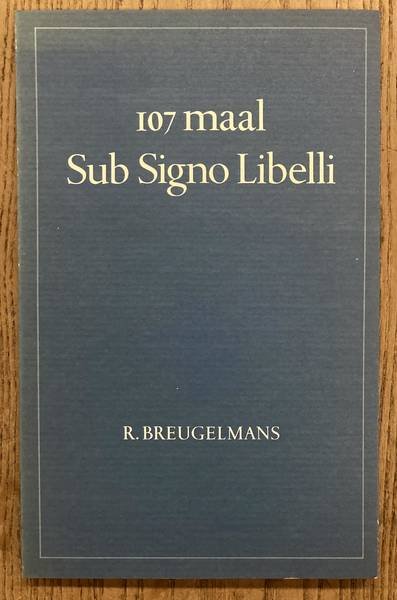 107 maal
Sub Signo Libelli
R. BREUGELMANS